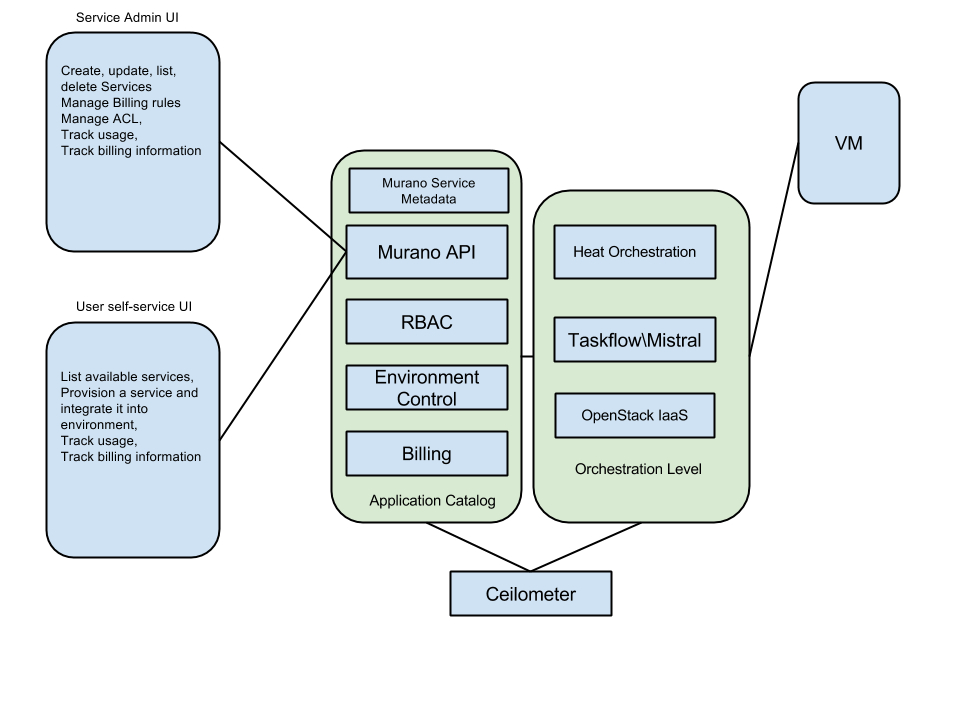 Service Admin UI
Create, update, list,
delete Services
Manage Billing rules
Manage ACL,
Track usage,
Track billing information
User self-service UI
List available services,
Provision a service and
integrate it into
environment,
Track usage,
Track billing information
Murano Service
Metadata
Murano API
RBAC
Environment
Control
Billing
Application Catalog
Heat Orchestration
Taskflow\Mistral
OpenStack IaaS
Orchestration Level
VM
Ceilometer